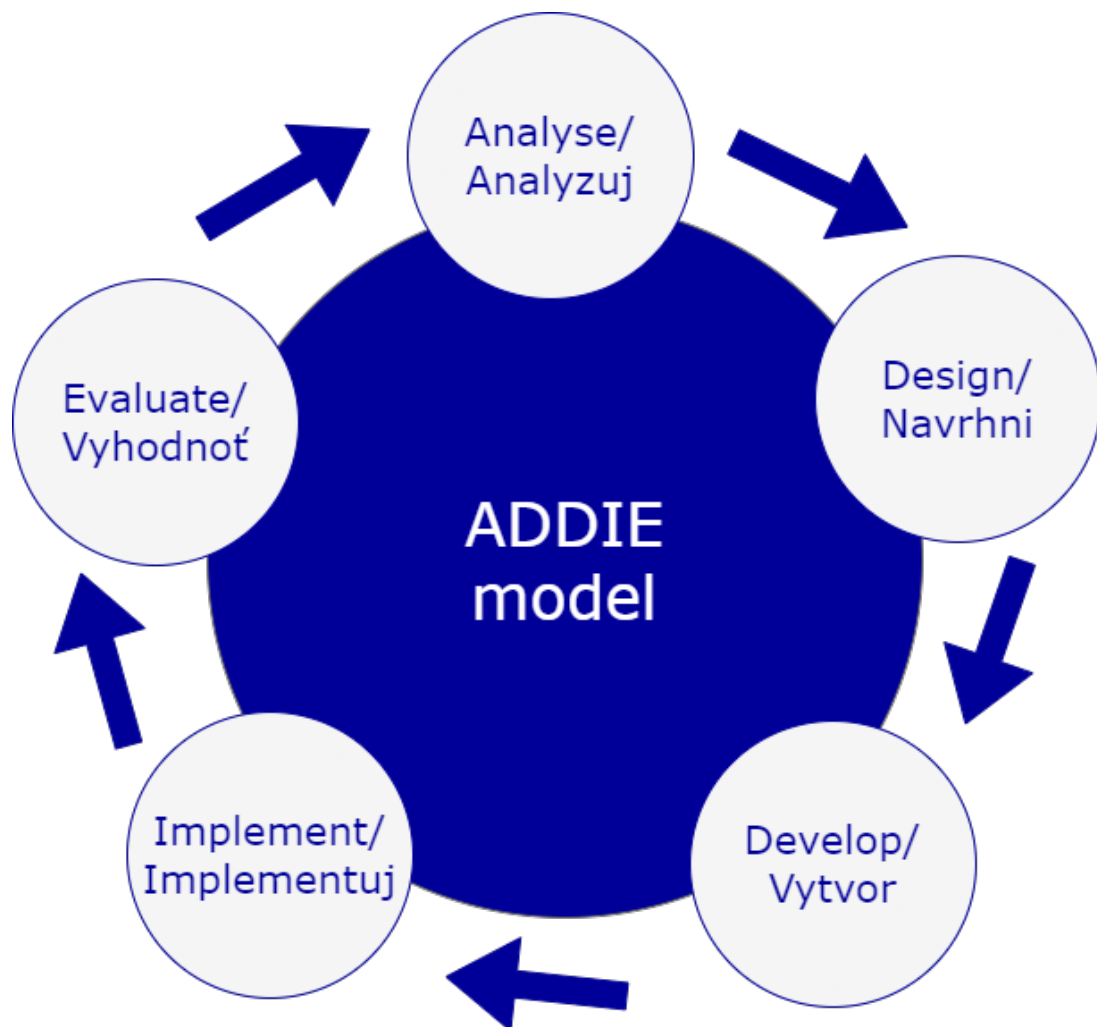 Analyse/
Analyzuj
Design/
Navrhni
Develop/
Vytvor
Implement/
Implementuj
Evaluate/
Vyhodnoť
ADDIE
model